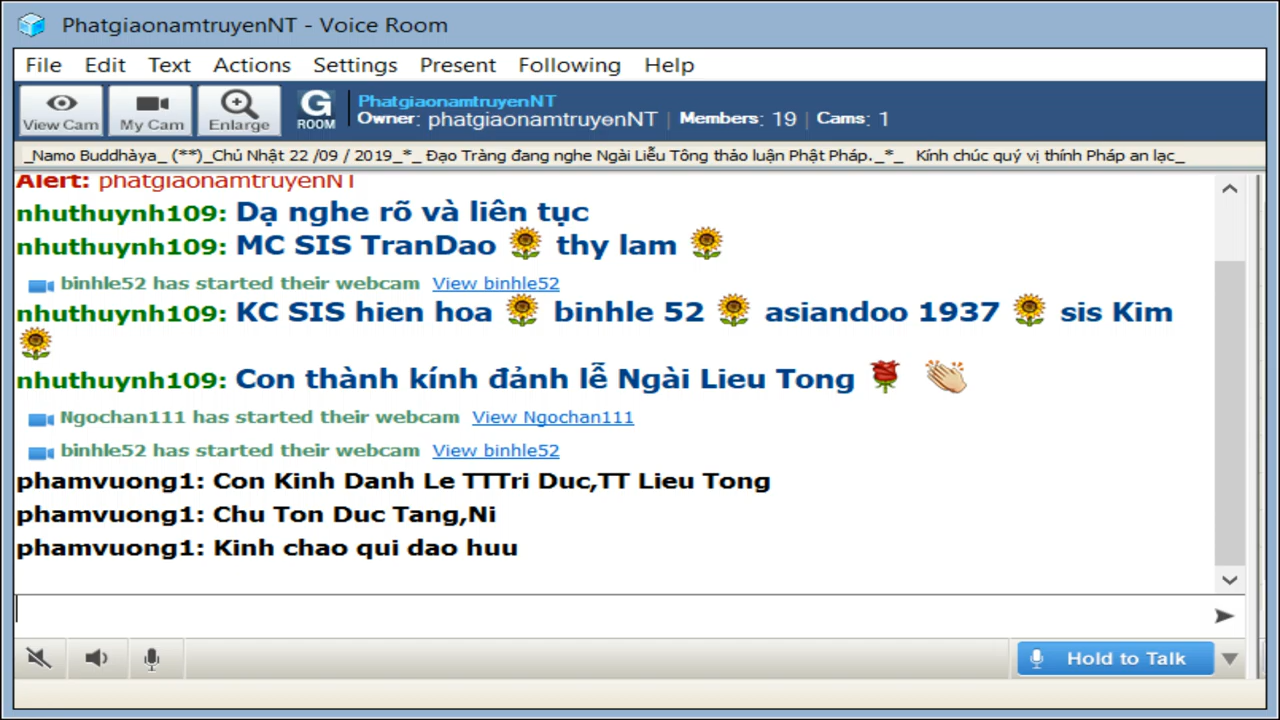 PhatgiaonamtruyenNT - Voice Room
File Edit Text Actions Settings Present Following Help
View Cam My Cam Enlarge G ROOM
PhatgiaonamtruyenNT
Owner: phatgiaonamtruyenNT | Members: 19 | Cams: 1
_Namo Buddhàya_ (**)_Chủ Nhật 22 /09 / 2019_*_ Đạo Tràng đang nghe Ngài Liễu Tông thảo luận Phật Pháp._*_ Kính chúc quý vị thính Pháp an lạc_
Alert: phatgiaonamtruyenNT
nhuthuynh109: Dạ nghe rõ và liên tục
nhuthuynh109: MC SIS TranDao 🌻 thy lam 🌻
binhle52 has started their webcam View binhle52
nhuthuynh109: KC SIS hien hoa 🌻 binhle 52 🌻 asiandoo 1937 🌻 sis Kim
🌻
nhuthuynh109: Con thành kính đảnh lễ Ngài Lieu Tong 🌹 👏
Ngochan111 has started their webcam View Ngochan111
binhle52 has started their webcam View binhle52
phamvuong1: Con Kinh Danh Le TTTri Duc,TT Lieu Tong
phamvuong1: Chu Ton Duc Tang,Ni
phamvuong1: Kinh chao qui dao huu
Hold to Talk